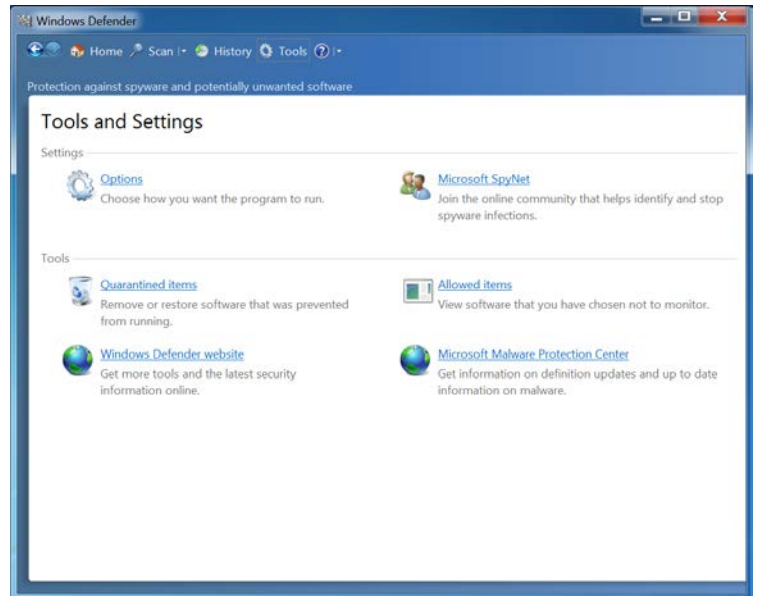 Windows Defender
Home Scan History Tools
Protection against spyware and potentially unwanted software
Tools and Settings
Settings
Options
Choose how you want the program to run.
Microsoft SpyNet
Join the online community that helps identify and stop
spyware infections.
Tools
Quarantined items
Remove or restore software that was prevented
from running.
Allowed items
View software that you have chosen not to monitor.
Windows Defender website
Get more tools and the latest security
information online.
Microsoft Malware Protection Center
Get information on definition updates and up to date
information on malware.